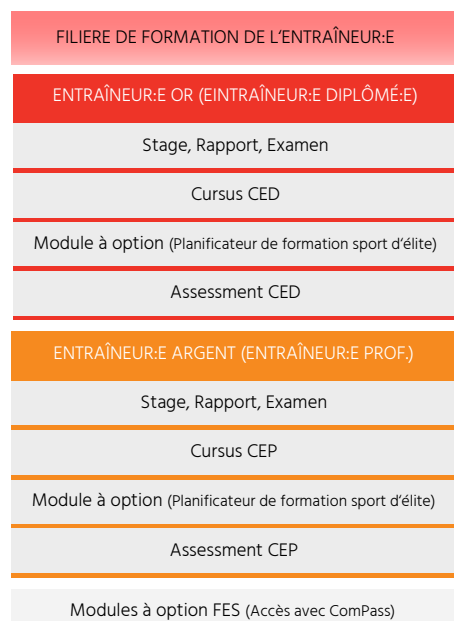 FILIERE DE FORMATION DE L‘ENTRAÎNEUR:E
ENTRAÎNEUR:E OR (EINTRAÎNEUR:E DIPLÔMÉ:E)
Stage, Rapport, Examen
Cursus CED
Module à option (Planificateur de formation sport d‘élite)
Assessment CED
ENTRAÎNEUR:E ARGENT (ENTRAÎNEUR:E PROF.)
Stage, Rapport, Examen
Cursus CEP
Module à option (Planificateur de formation sport d‘élite)
Assessment CEP
Modules à option FES (Accès avec ComPass)